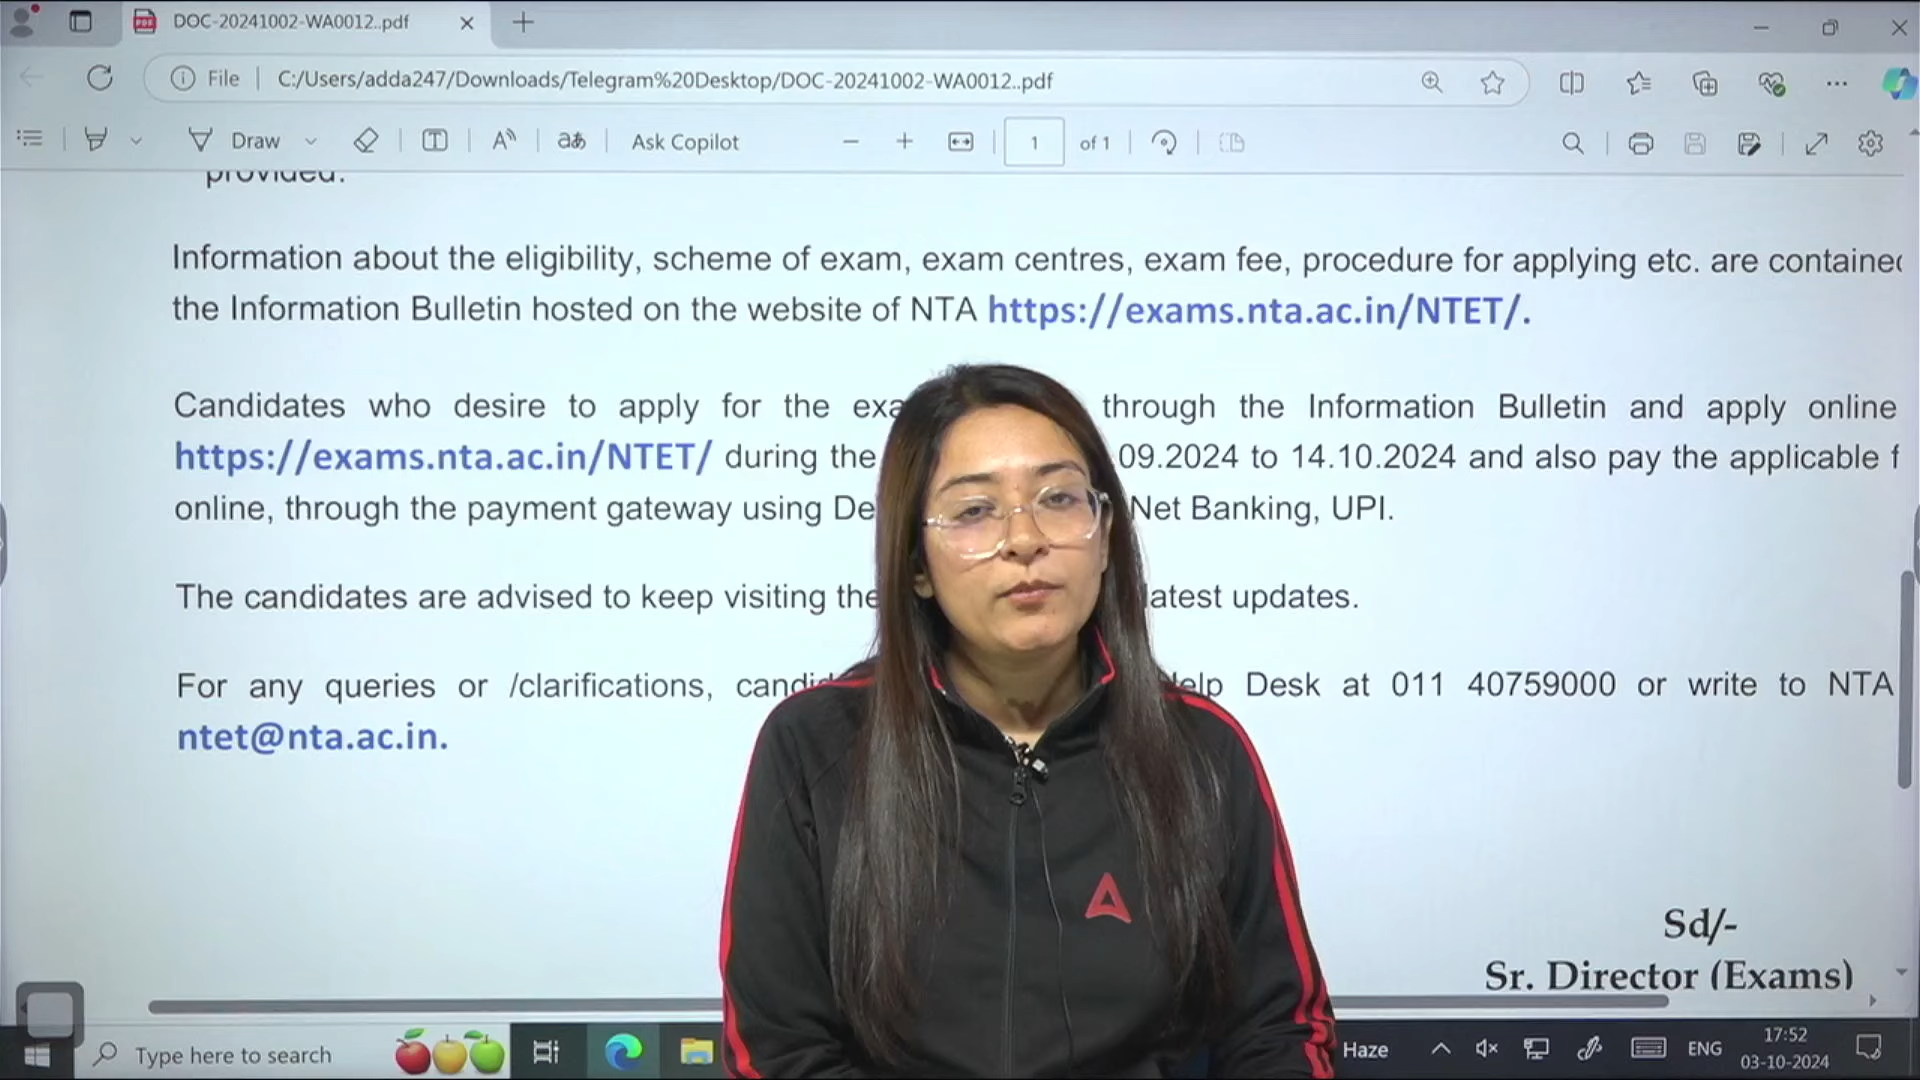 DOC-20241002-WA0012..pdf
File
C:/Users/adda247/Downloads/Telegram%20Desktop/DOC-20241002-WA0012..pdf
Draw
aあ
Ask Copilot
1
of 1
provided.
Information about the eligibility, scheme of exam, exam centres, exam fee, procedure for applying etc. are contained
the Information Bulletin hosted on the website of NTA https://exams.nta.ac.in/NTET/.
Candidates who desire to apply for the exa through the Information Bulletin and apply online
https://exams.nta.ac.in/NTET/ during the 09.2024 to 14.10.2024 and also pay the applicable f
online, through the payment gateway using De Net Banking, UPI.
The candidates are advised to keep visiting the latest updates.
For any queries or /clarifications, candid Help Desk at 011 40759000 or write to NTA
ntet@nta.ac.in.
Sd/-
Sr. Director (Exams)
Type here to search
Haze
ENG
17:52
03-10-2024